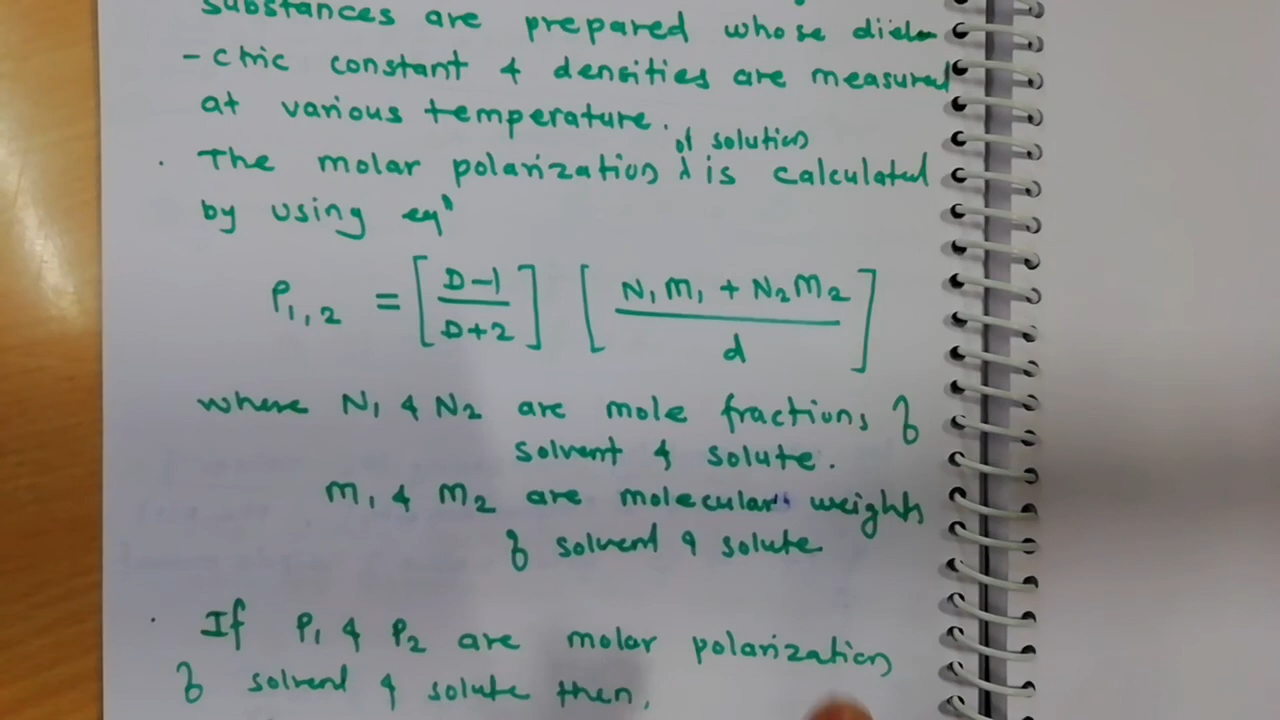 substances are prepared whose diele
-ctric constant & densities are measured
at various temperature.
of solution
. The molar polarization λ is calculated
by using eqⁿ
P₁,₂ = [D-1 / D+2] [N₁M₁ + N₂M₂ / d]
where N₁ & N₂ are mole fractions of
solvent & solute.
M₁ & M₂ are molecular weights
of solvent & solute
. If P₁ & P₂ are molar polarization
of solvent & solute then,